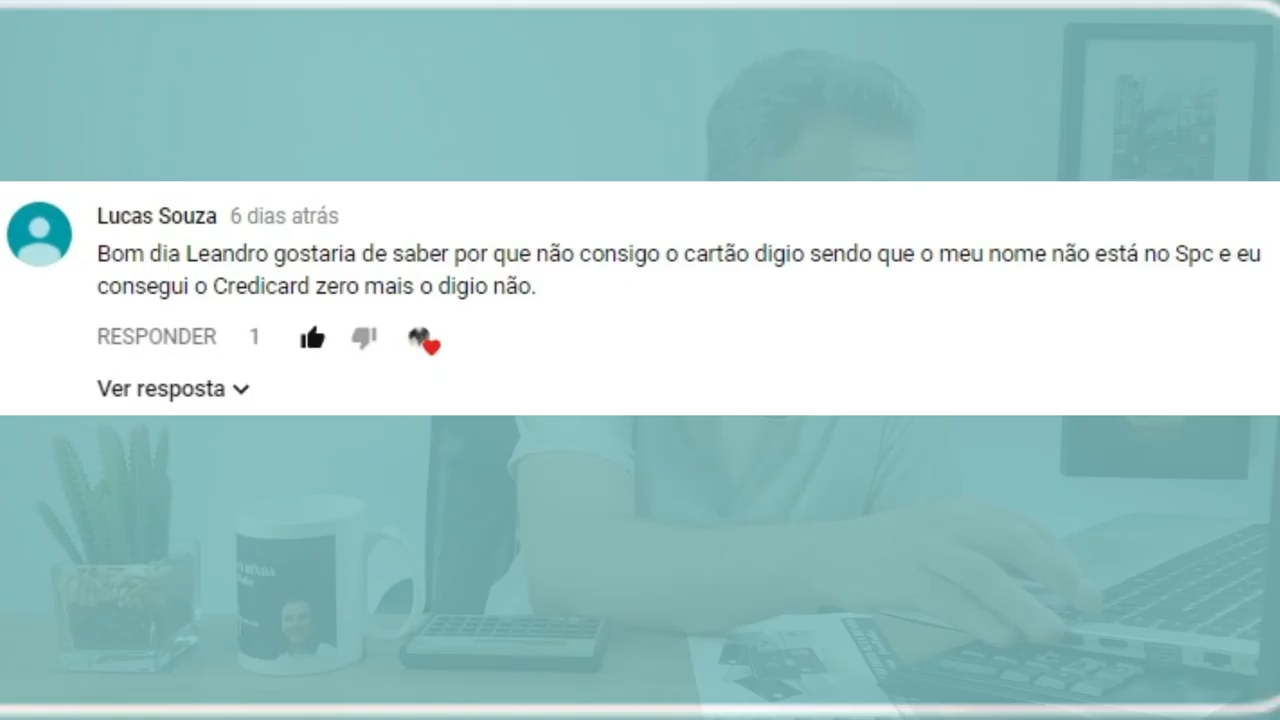 Lucas Souza 6 dias atrás
Bom dia Leandro gostaria de saber por que não consigo o cartão digio sendo que o meu nome não está no Spc e eu
consegui o Credicard zero mais o digio não.
RESPONDER 1
Ver resposta